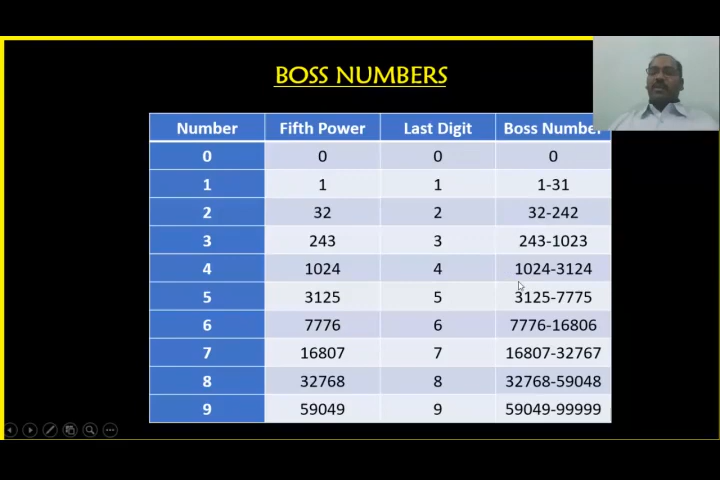 BOSS NUMBERS
Number Fifth Power Last Digit Boss Number
0 0 0 0
1 1 1 1-31
2 32 2 32-242
3 243 3 243-1023
4 1024 4 1024-3124
5 3125 5 3125-7775
6 7776 6 7776-16806
7 16807 7 16807-32767
8 32768 8 32768-59048
9 59049 9 59049-99999